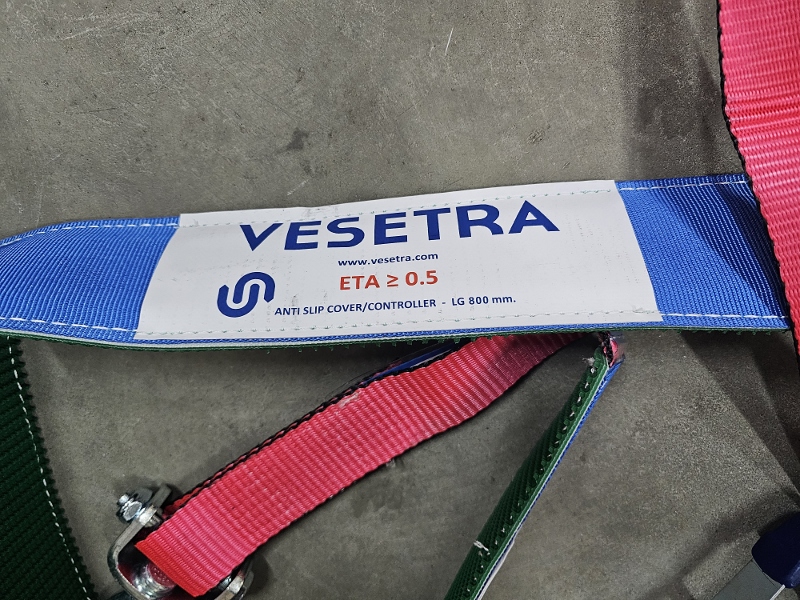 VESETRA
www.vesetra.com
ETA ≥ 0.5
ANTI SLIP COVER/CONTROLLER - LG 800 mm.